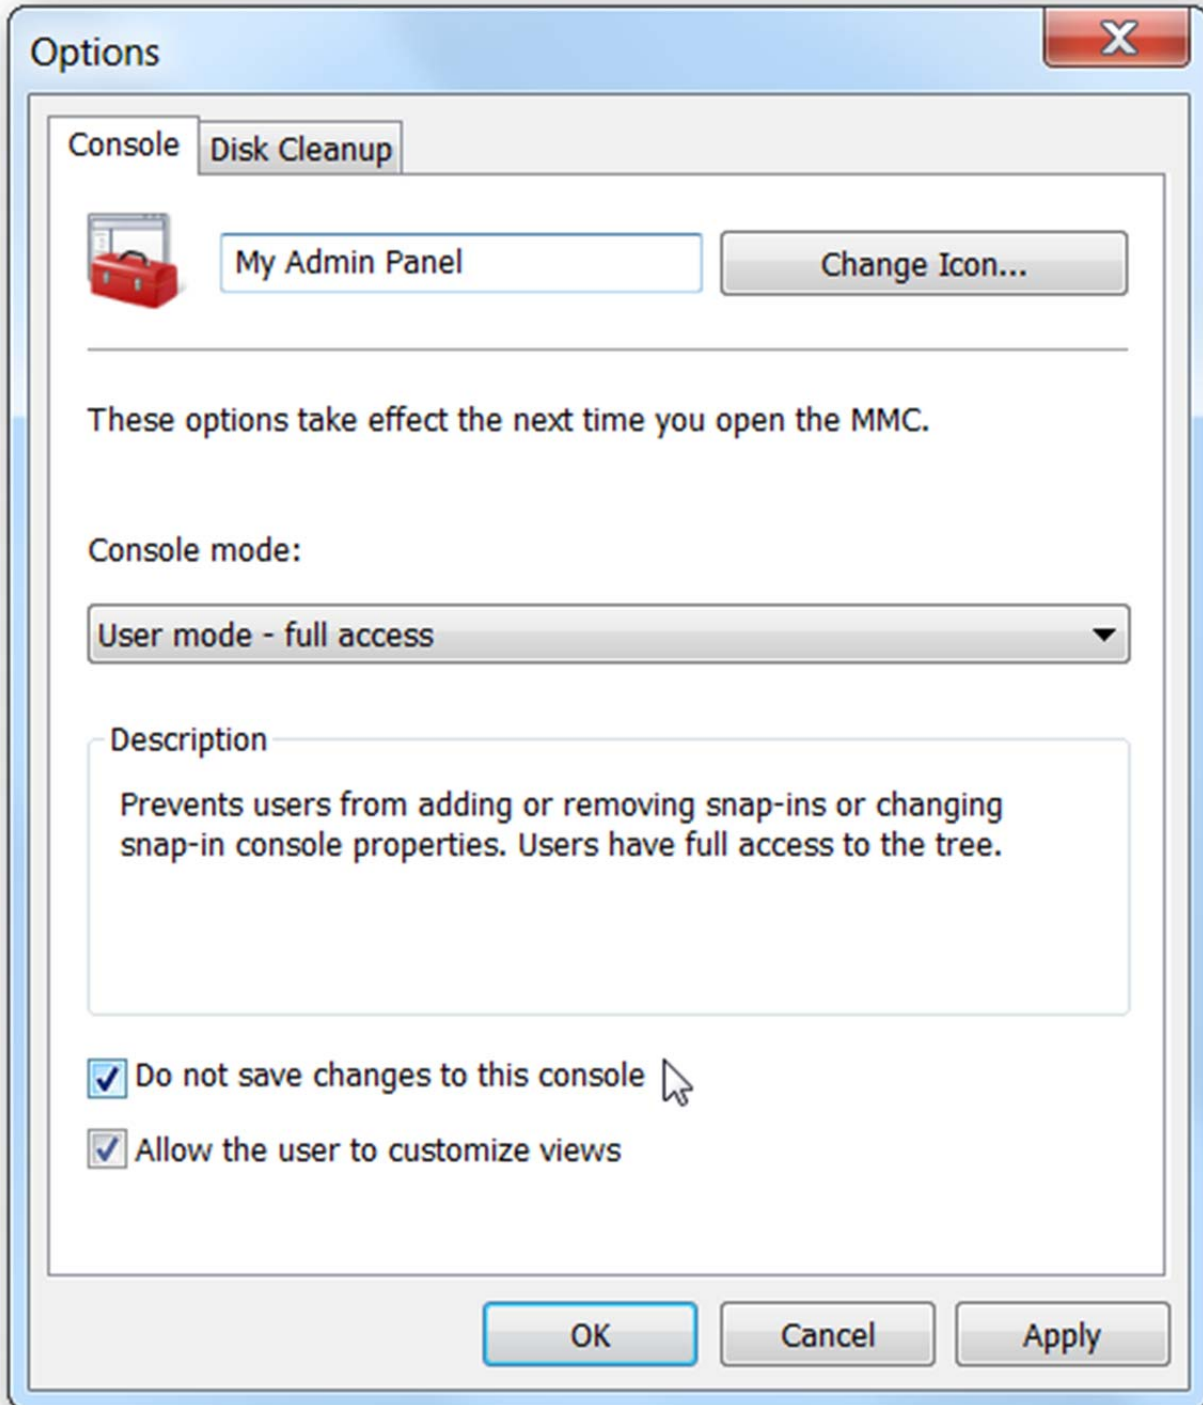 Options
Console
Disk Cleanup
My Admin Panel
Change Icon...
These options take effect the next time you open the MMC.
Console mode:
User mode - full access
Description
Prevents users from adding or removing snap-ins or changing
snap-in console properties. Users have full access to the tree.
Do not save changes to this console
Allow the user to customize views
OK
Cancel
Apply